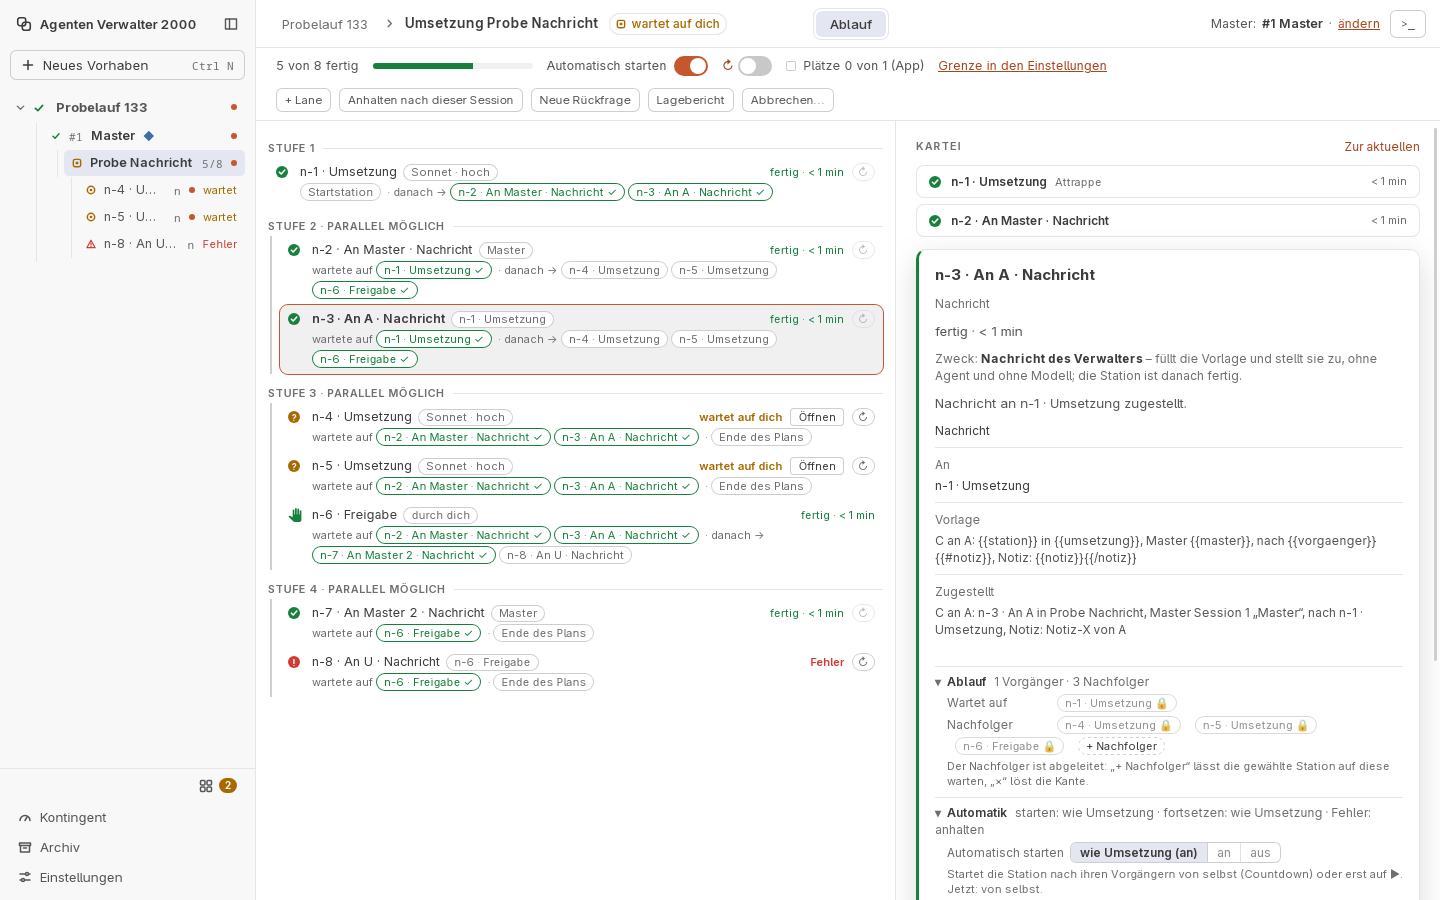 Agenten Verwalter 2000
Neues Vorhaben Ctrl N
Probelauf 133
#1 Master
Probe Nachricht 5/8
n-4 · U... n wartet
n-5 · U... n wartet
n-8 · An U... n Fehler
2
Kontingent
Archiv
Einstellungen
Probelauf 133 > Umsetzung Probe Nachricht wartet auf dich
Ablauf
Master: #1 Master · ändern >_
5 von 8 fertig Automatisch starten Plätze 0 von 1 (App) Grenze in den Einstellungen
+ Lane Anhalten nach dieser Session Neue Rückfrage Lagebericht Abbrechen...
STUFE 1
n-1 · Umsetzung Sonnet · hoch fertig · < 1 min
Startstation · danach → n-2 · An Master · Nachricht ✓ n-3 · An A · Nachricht ✓
STUFE 2 · PARALLEL MÖGLICH
n-2 · An Master · Nachricht Master fertig · < 1 min
wartete auf n-1 · Umsetzung ✓ · danach → n-4 · Umsetzung n-5 · Umsetzung
n-6 · Freigabe ✓
n-3 · An A · Nachricht n-1 · Umsetzung fertig · < 1 min
wartete auf n-1 · Umsetzung ✓ · danach → n-4 · Umsetzung n-5 · Umsetzung
n-6 · Freigabe ✓
STUFE 3 · PARALLEL MÖGLICH
n-4 · Umsetzung Sonnet · hoch wartet auf dich Öffnen
wartete auf n-2 · An Master · Nachricht ✓ n-3 · An A · Nachricht ✓ · Ende des Plans
n-5 · Umsetzung Sonnet · hoch wartet auf dich Öffnen
wartete auf n-2 · An Master · Nachricht ✓ n-3 · An A · Nachricht ✓ · Ende des Plans
n-6 · Freigabe durch dich fertig · < 1 min
wartete auf n-2 · An Master · Nachricht ✓ n-3 · An A · Nachricht ✓ · danach →
n-7 · An Master 2 · Nachricht ✓ n-8 · An U · Nachricht
STUFE 4 · PARALLEL MÖGLICH
n-7 · An Master 2 · Nachricht Master fertig · < 1 min
wartete auf n-6 · Freigabe ✓ · Ende des Plans
n-8 · An U · Nachricht n-6 · Freigabe Fehler
wartete auf n-6 · Freigabe ✓ · Ende des Plans
KARTEI Zur aktuellen
n-1 · Umsetzung Attrappe < 1 min
n-2 · An Master · Nachricht < 1 min
n-3 · An A · Nachricht
Nachricht
fertig · < 1 min
Zweck: Nachricht des Verwalters – füllt die Vorlage und stellt sie zu, ohne
Agent und ohne Modell; die Station ist danach fertig.
Nachricht an n-1 · Umsetzung zugestellt.
Nachricht
An
n-1 · Umsetzung
Vorlage
C an A: {{station}} in {{umsetzung}}, Master {{master}}, nach {{vorgaenger}}
{{#notiz}}, Notiz: {{notiz}}{{/notiz}}
Zugestellt
C an A: n-3 · An A in Probe Nachricht, Master Session 1 „Master“, nach n-1 ·
Umsetzung, Notiz: Notiz-X von A
▼ Ablauf 1 Vorgänger · 3 Nachfolger
Wartet auf n-1 · Umsetzung 🔒
Nachfolger n-4 · Umsetzung 🔒 n-5 · Umsetzung 🔒
n-6 · Freigabe 🔒 + Nachfolger
Der Nachfolger ist abgeleitet: „+ Nachfolger“ lässt die gewählte Station auf diese
warten, „×“ löst die Kante.
▼ Automatik starten: wie Umsetzung · fortsetzen: wie Umsetzung · Fehler:
anhalten
Automatisch starten wie Umsetzung (an) an aus
Startet die Station nach ihren Vorgängern von selbst (Countdown) oder erst auf ▶.
Jetzt: von selbst.